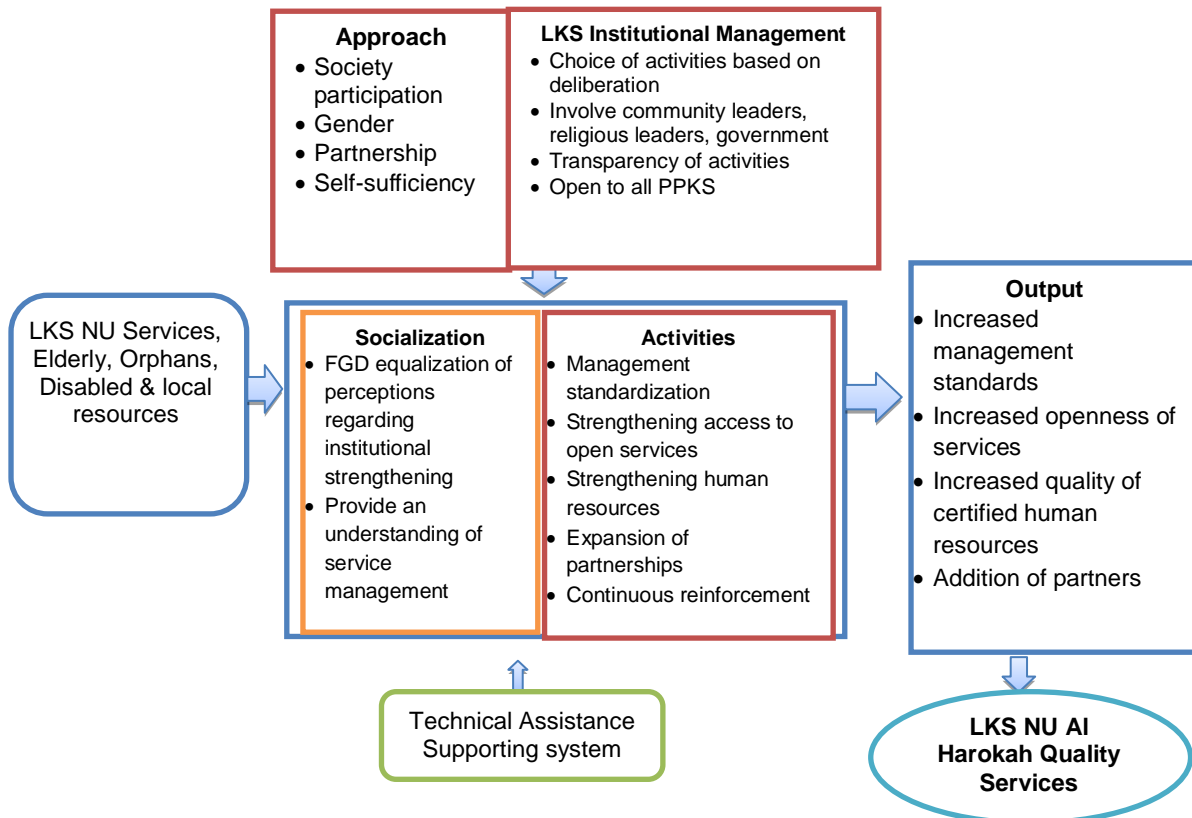 Approach
• Society
participation
• Gender
• Partnership
• Self-sufficiency
LKS Institutional Management
• Choice of activities based on
deliberation
• Involve community leaders,
religious leaders, government
• Transparency of activities
• Open to all PPKS
LKS NU Services,
Elderly, Orphans,
Disabled & local
resources
Socialization
• FGD equalization of
perceptions
regarding
institutional
strengthening
• Provide an
understanding of
service
management
Activities
• Management
standardization
• Strengthening access to
open services
• Strengthening human
resources
• Expansion of
partnerships
• Continuous reinforcement
Output
• Increased
management
standards
• Increased openness of
services
• Increased quality of
certified human
resources
• Addition of partners
Technical Assistance
Supporting system
LKS NU Al
Harokah Quality
Services